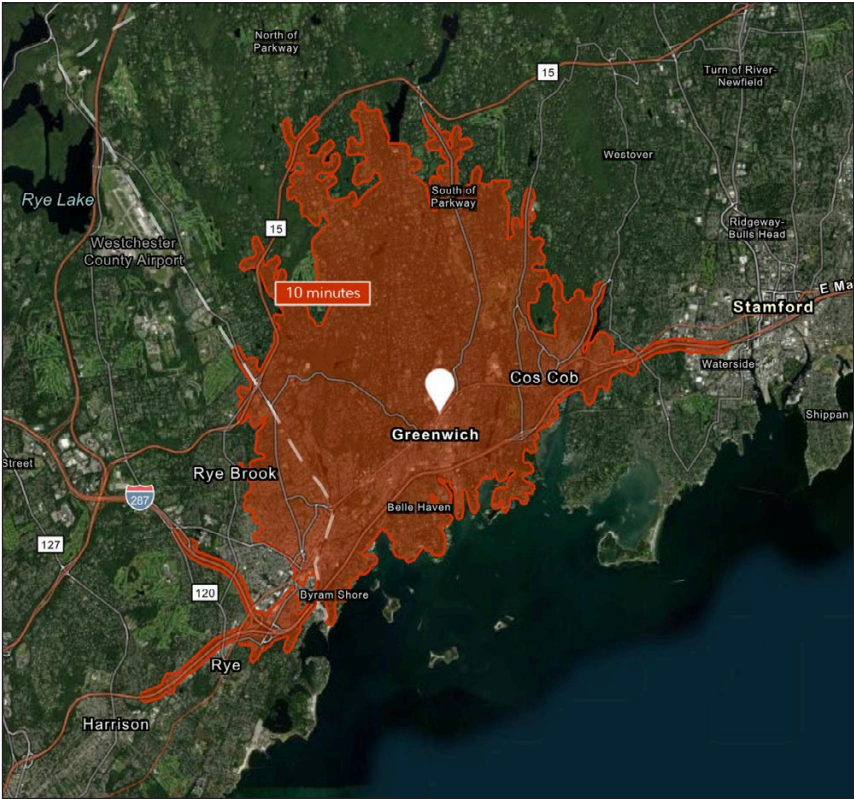 North of
Parkway
15
Turn of River-
Newfield
Westover
Rye Lake
South of
Parkway
15
Ridgeway-
Bulls Head
Westchester
County Airport
10 minutes
E Ma
Stamford
Waterside
Cos Cob
Shippan
Greenwich
Street
Rye Brook
287
Belle Haven
127
120
Byram Shore
Rye
Harrison